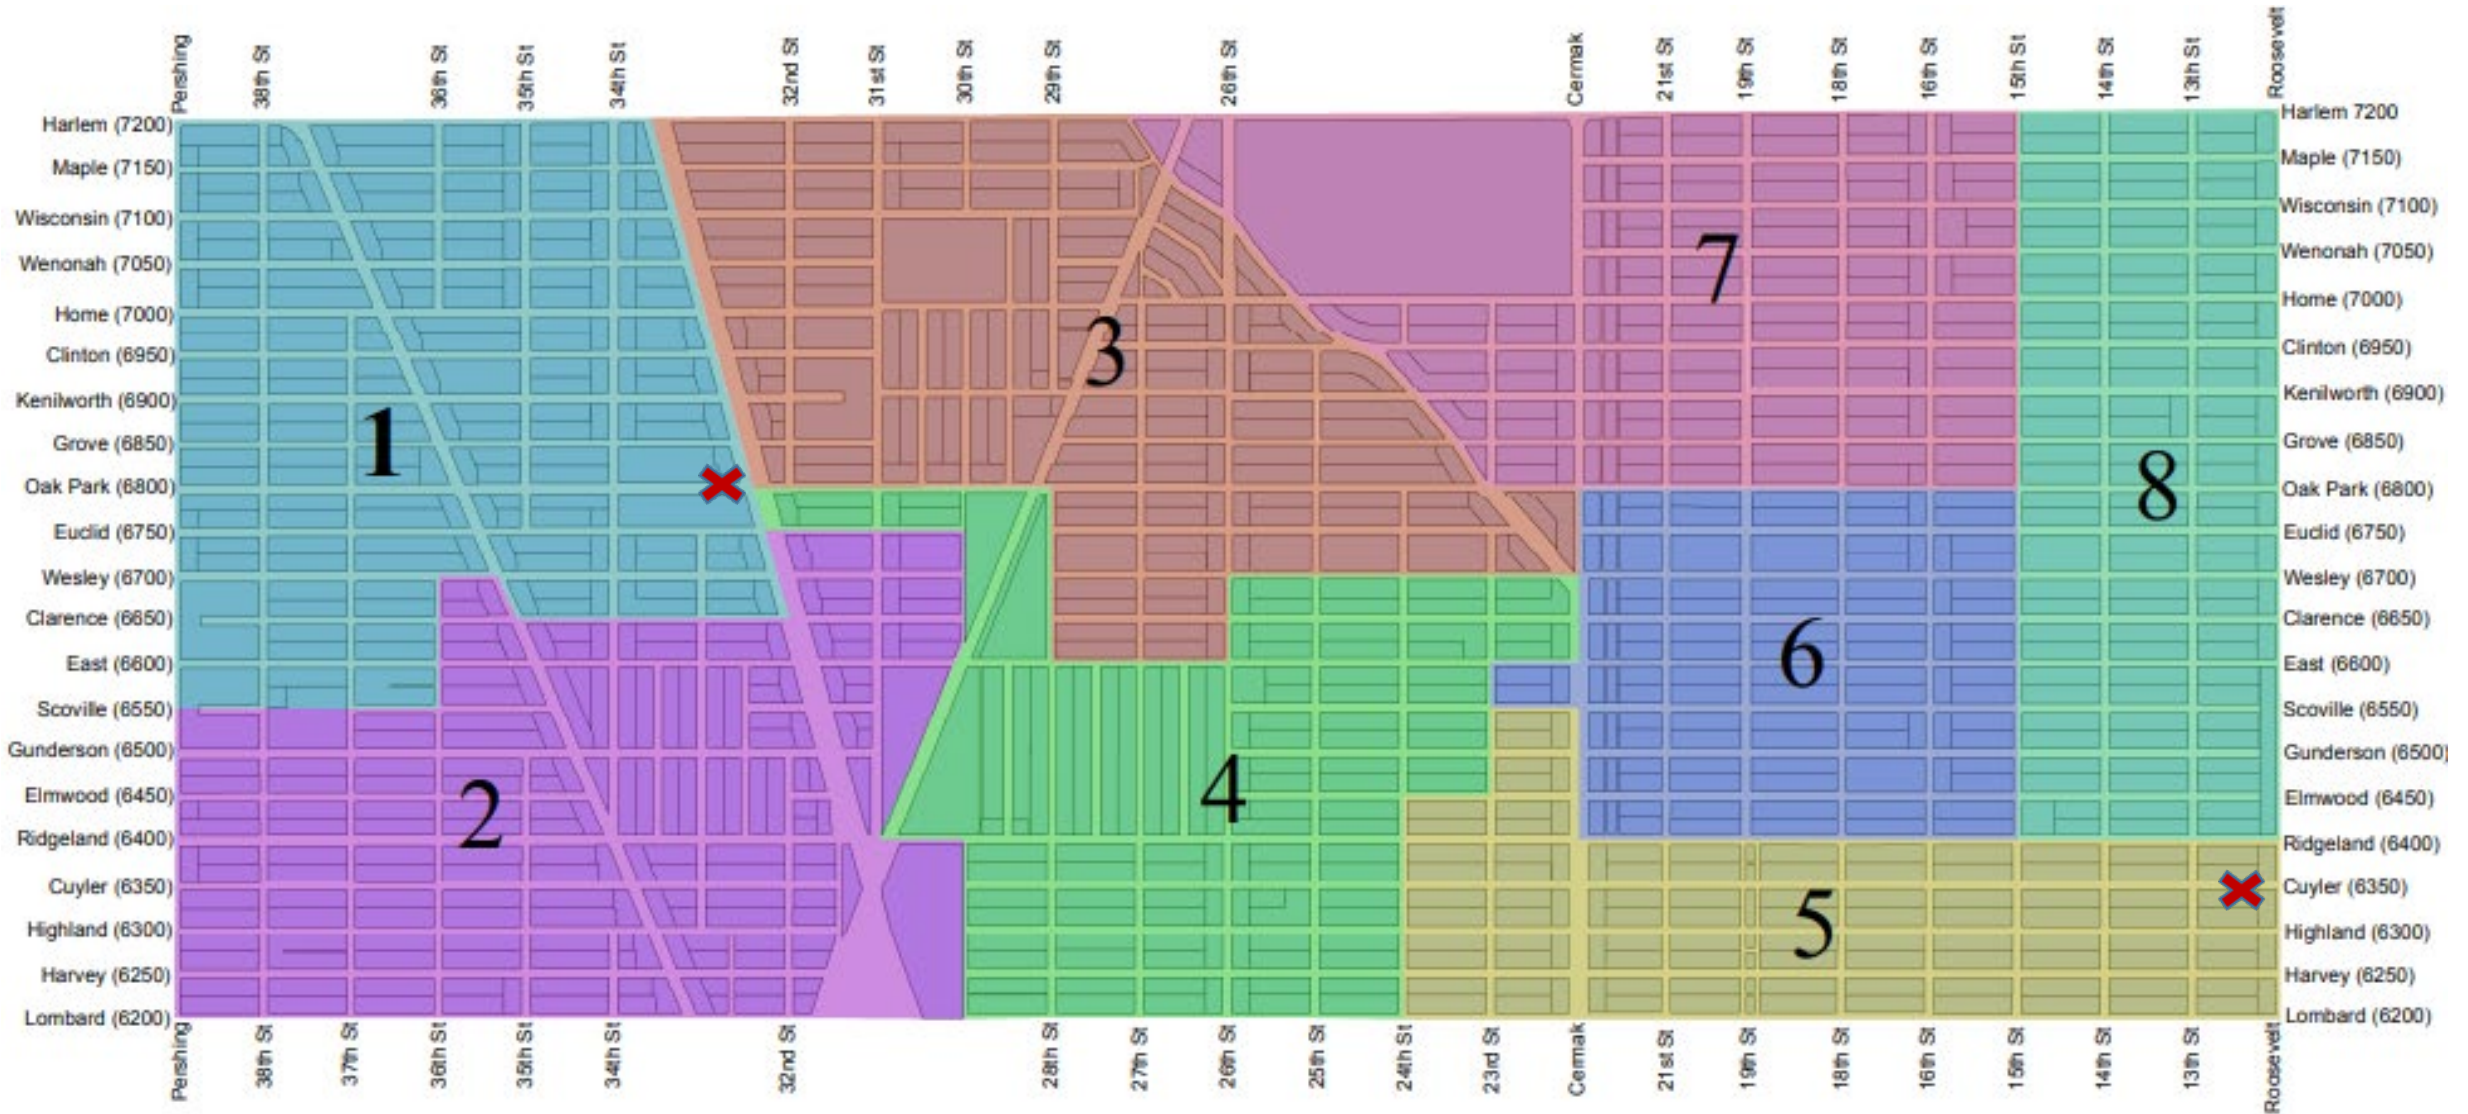 Pershing
38th St
36th St
35th St
34th St
32nd St
31st St
30th St
29th St
26th St
Cermak
21st St
19th St
18th St
16th St
15th St
14th St
13th St
Roosevelt
Harlem (7200)
Maple (7150)
Wisconsin (7100)
Wenonah (7050)
Home (7000)
Clinton (6950)
Kenilworth (6900)
Grove (6850)
Oak Park (6800)
Euclid (6750)
Wesley (6700)
Clarence (6650)
East (6600)
Scoville (6550)
Gunderson (6500)
Elmwood (6450)
Ridgeland (6400)
Cuyler (6350)
Highland (6300)
Harvey (6250)
Lombard (6200)
1
2
3
4
5
6
7
8
Harlem 7200
Maple (7150)
Wisconsin (7100)
Wenonah (7050)
Home (7000)
Clinton (6950)
Kenilworth (6900)
Grove (6850)
Oak Park (6800)
Euclid (6750)
Wesley (6700)
Clarence (6650)
East (6600)
Scoville (6550)
Gunderson (6500)
Elmwood (6450)
Ridgeland (6400)
Cuyler (6350)
Highland (6300)
Harvey (6250)
Lombard (6200)
Pershing
38th St
37th St
36th St
35th St
34th St
32nd St
28th St
27th St
26th St
25th St
24th St
23rd St
Cermak
21st St
19th St
18th St
16th St
15th St
14th St
13th St
Roosevelt